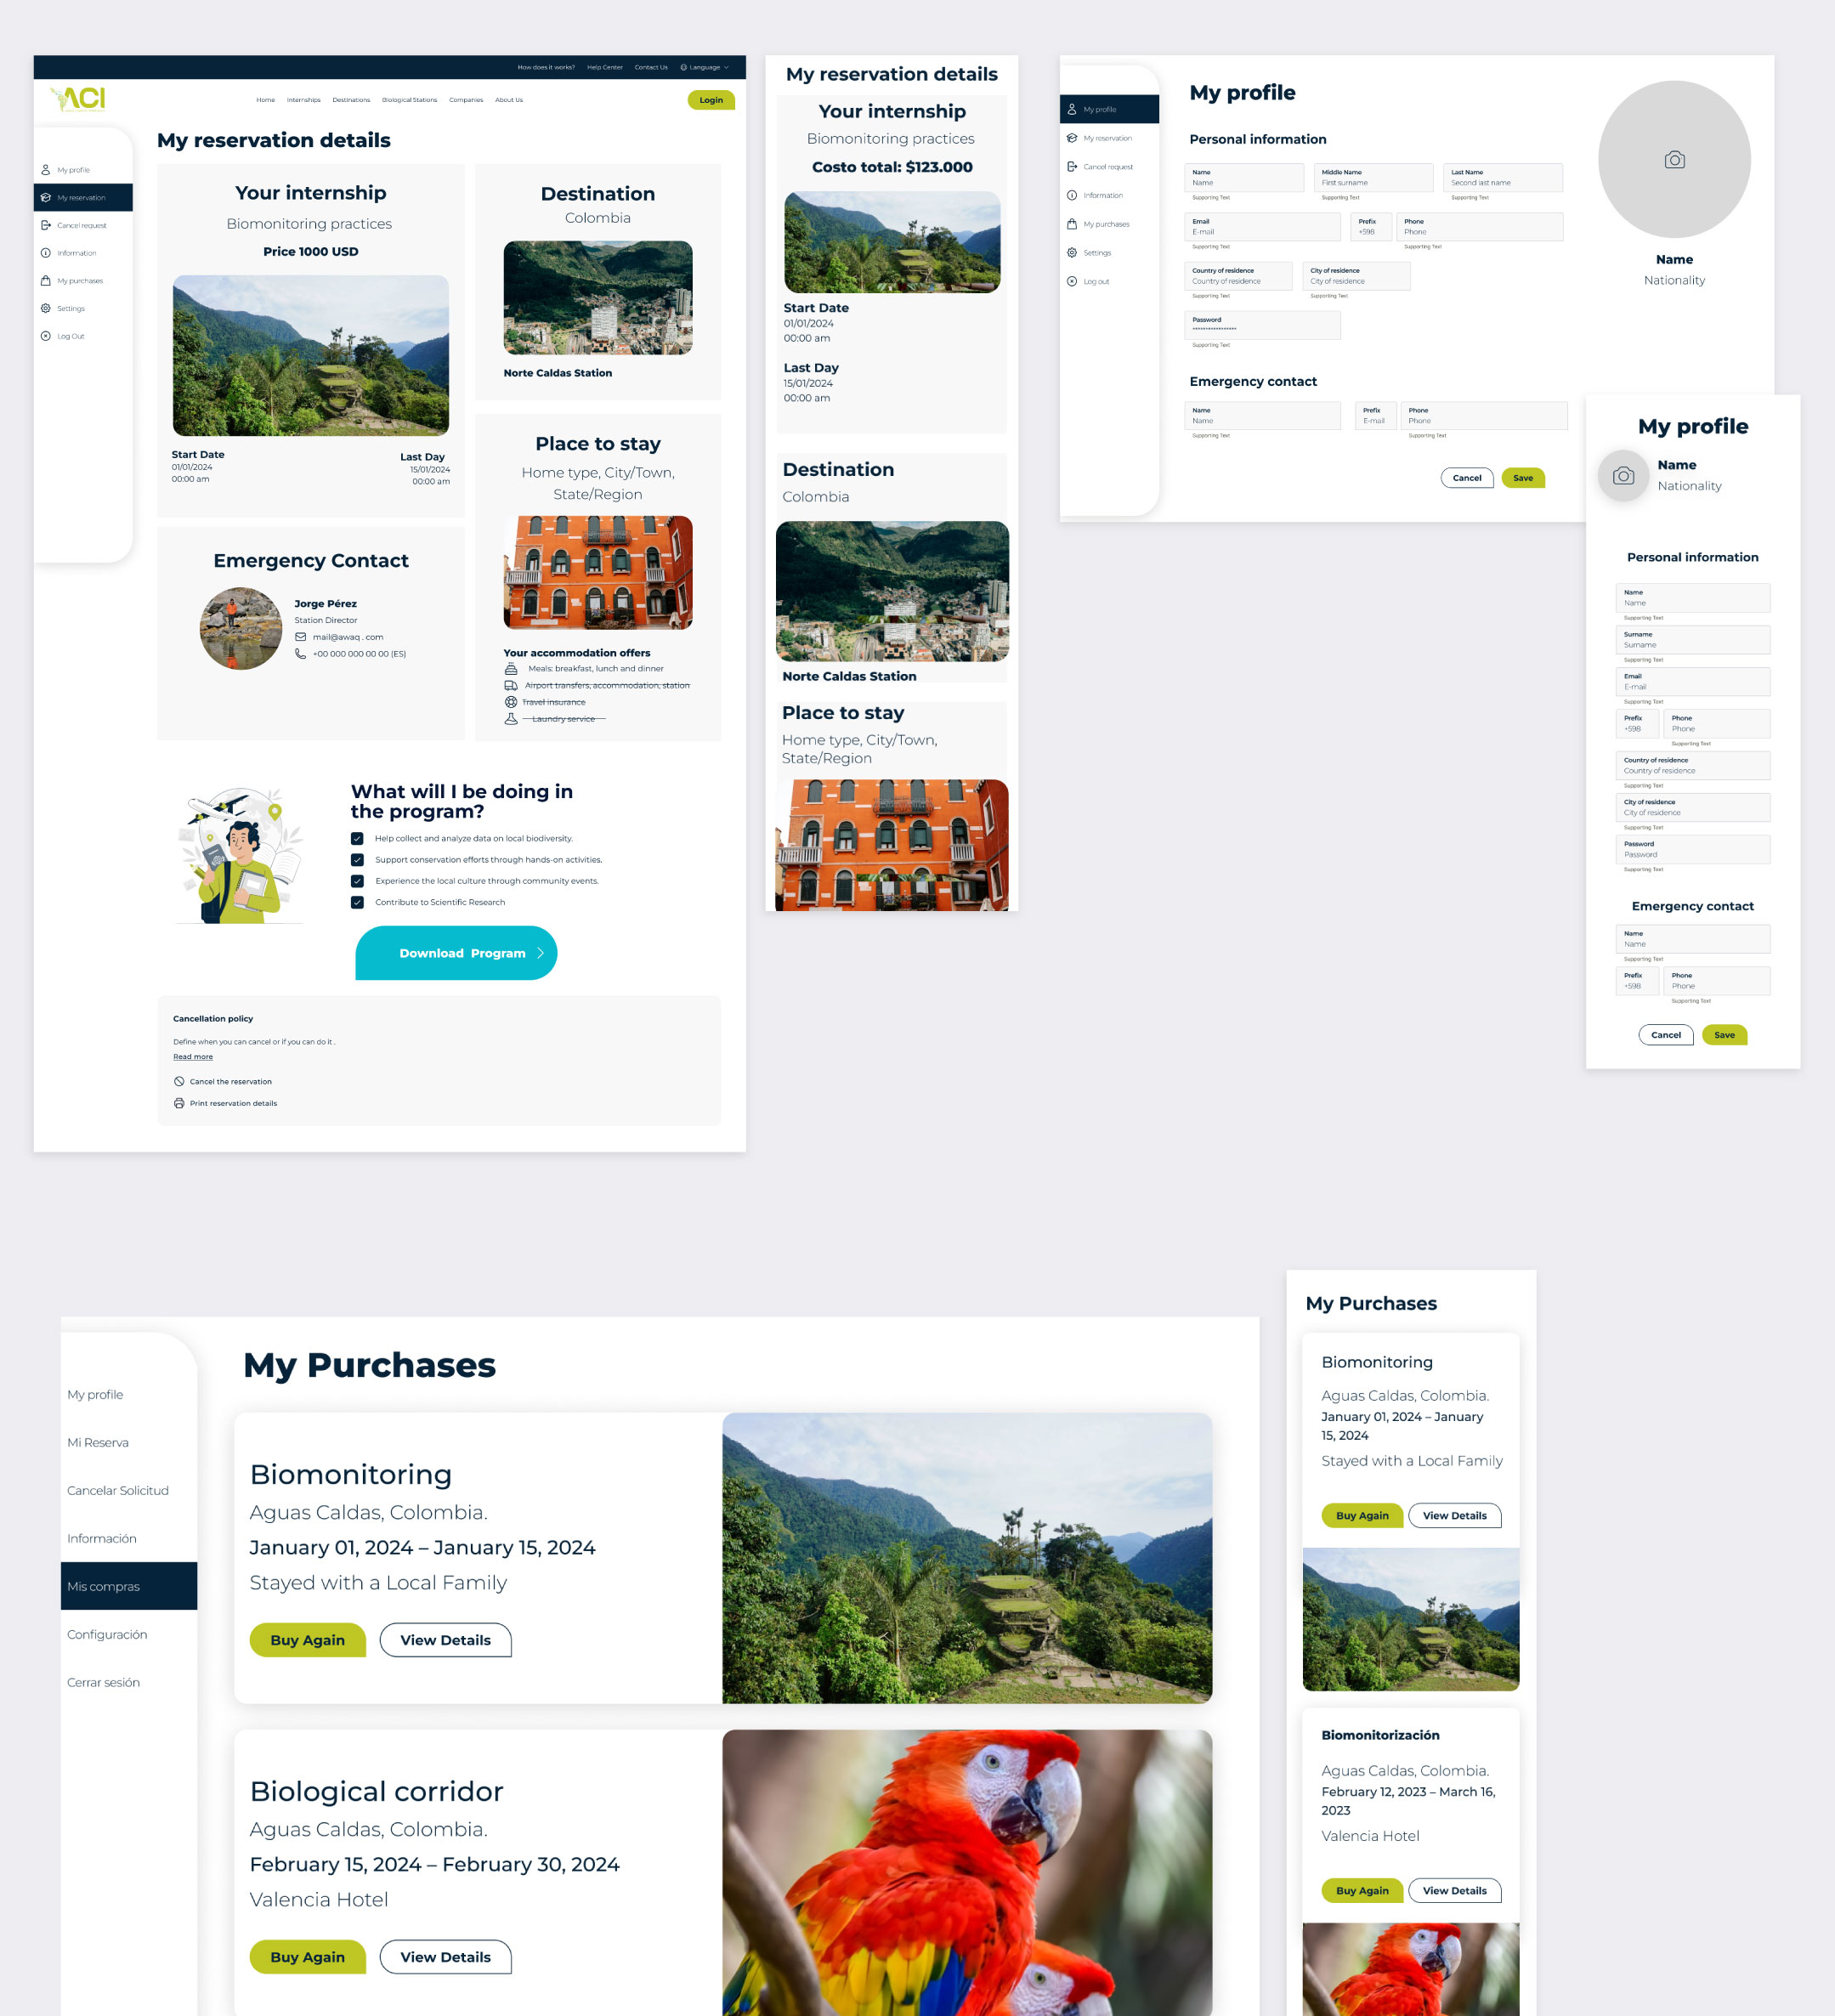 How does it works? Help Center Contact Us Language
ACI
Home Internships Destinations Biological Stations Companies About Us
Login
My profile
My reservation
Cancel request
Information
My purchases
Settings
Log Out
My reservation details
Your internship
Biomonitoring practices
Price 1000 USD
Start Date
01/01/2024
00:00 am
Last Day
15/01/2024
00:00 am
Destination
Colombia
Norte Caldas Station
Emergency Contact
Jorge Pérez
Station Director
mail@awaq . com
+00 000 000 00 00 (ES)
Place to stay
Home type, City/Town,
State/Region
Your accommodation offers
Meals: breakfast, lunch and dinner
Airport transfers, accommodation, station
Travel insurance
Laundry service
What will I be doing in
the program?
Help collect and analyze data on local biodiversity.
Support conservation efforts through hands-on activities.
Experience the local culture through community events.
Contribute to Scientific Research
Download Program
Cancellation policy
Define when you can cancel or if you can do it .
Read more
Cancel the reservation
Print reservation details
My reservation details
Your internship
Biomonitoring practices
Costo total: $123.000
Start Date
01/01/2024
00:00 am
Last Day
15/01/2024
00:00 am
Destination
Colombia
Norte Caldas Station
Place to stay
Home type, City/Town,
State/Region
My profile
My reservation
Cancel request
Information
My purchases
Settings
Log out
My profile
Personal information
Name Middle Name Last Name
Name First surname Second last name
Supporting Text Supporting Text Supporting Text
Email Prefix Phone
E-mail +598 Phone
Supporting Text Supporting Text
Country of residence City of residence
Country of residence City of residence
Supporting Text Supporting Text
Password
*****************
Supporting Text
Emergency contact
Name Prefix Phone
Name E-mail Phone
Supporting Text Supporting Text
Cancel Save
Name
Nationality
My profile
Name
Nationality
Personal information
Name
Name
Supporting Text
Surname
Surname
Supporting Text
Email
E-mail
Supporting Text
Prefix Phone
+598 Phone
Supporting Text
Country of residence
Country of residence
Supporting Text
City of residence
City of residence
Supporting Text
Password
Password
Supporting Text
Emergency contact
Name
Name
Supporting Text
Prefix Phone
+598 Phone
Supporting Text
Cancel Save
My profile
Mi Reserva
Cancelar Solicitud
Información
Mis compras
Configuración
Cerrar sesión
My Purchases
Biomonitoring
Aguas Caldas, Colombia.
January 01, 2024 – January 15, 2024
Stayed with a Local Family
Buy Again View Details
Biological corridor
Aguas Caldas, Colombia.
February 15, 2024 – February 30, 2024
Valencia Hotel
Buy Again View Details
My Purchases
Biomonitoring
Aguas Caldas, Colombia.
January 01, 2024 – January
15, 2024
Stayed with a Local Family
Buy Again View Details
Biomonitorización
Aguas Caldas, Colombia.
February 12, 2023 – March 16,
2023
Valencia Hotel
Buy Again View Details